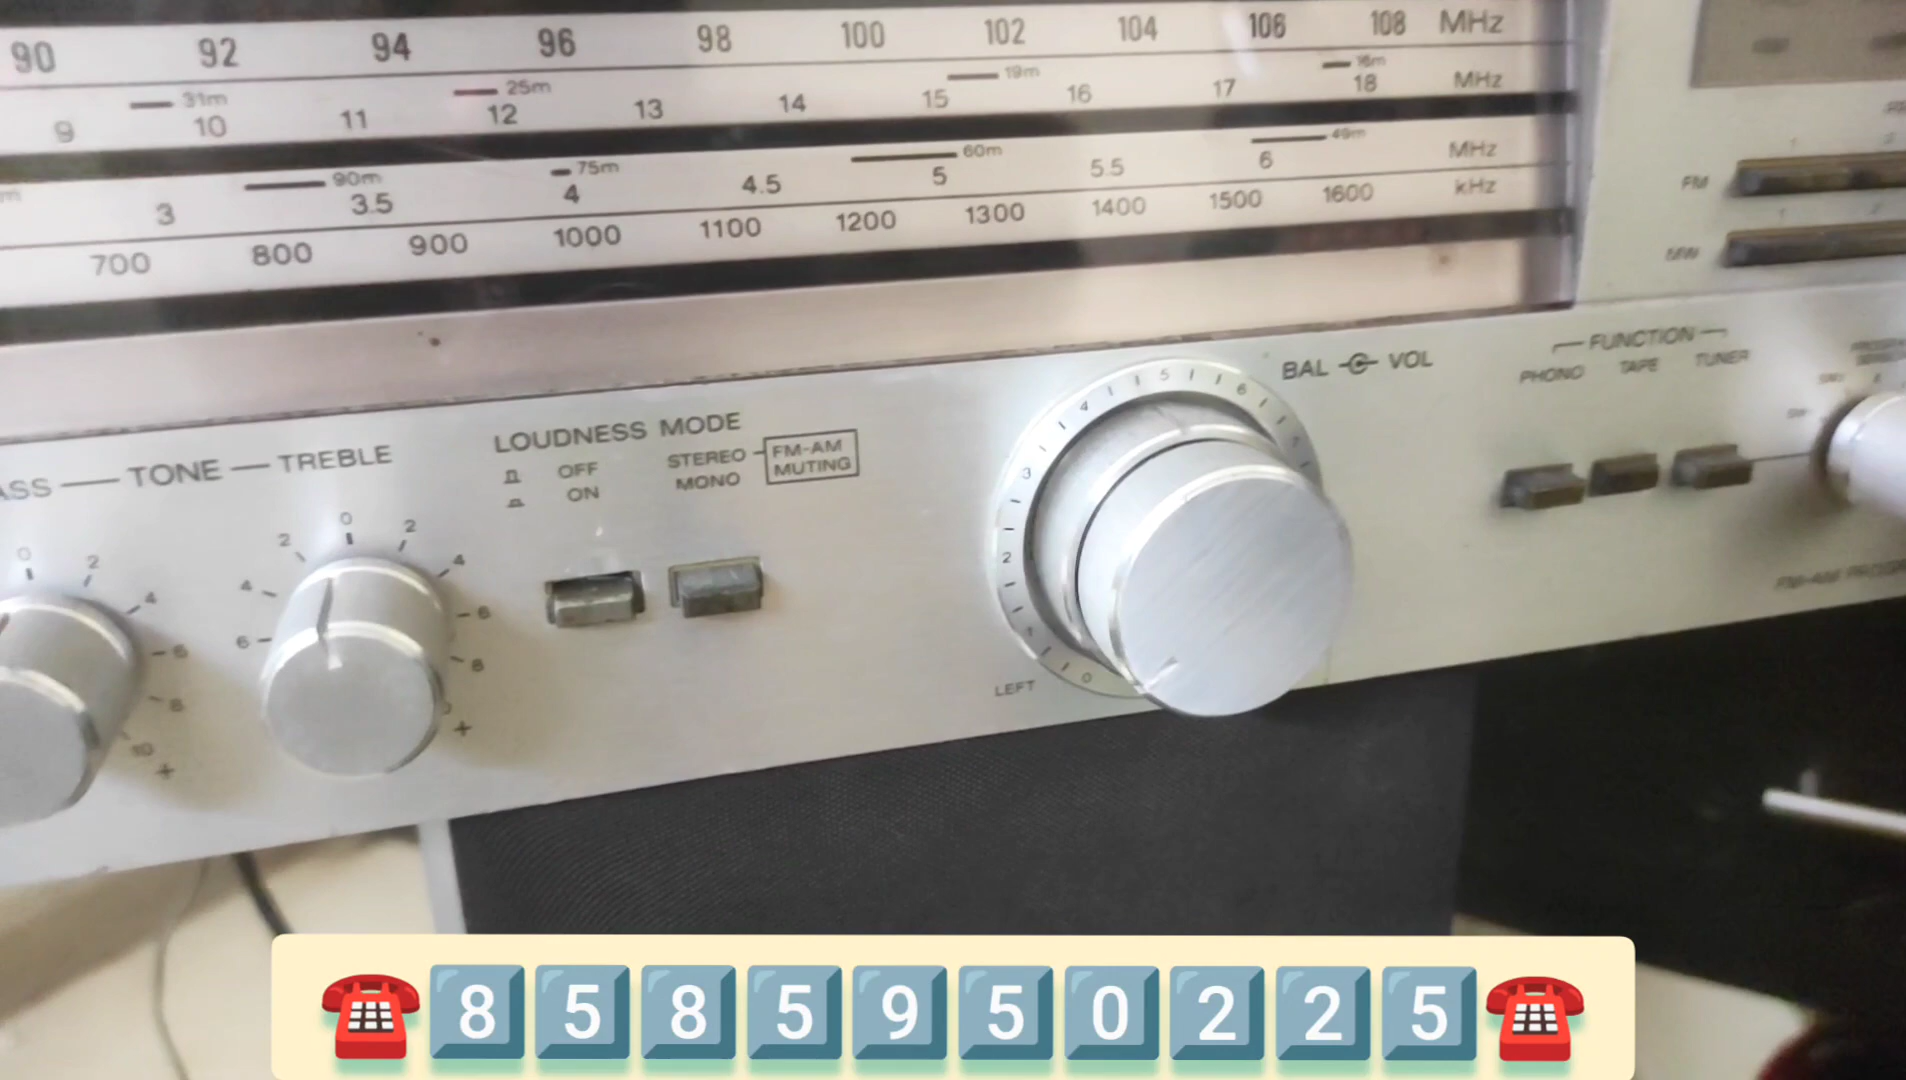 90 92 94 96 98 100 102 104 106 108 MHz
31m 25m 19m 16m
9 10 11 12 13 14 15 16 17 18 MHz
90m 75m 60m 49m
3 3.5 4 4.5 5 5.5 6 MHz
700 800 900 1000 1100 1200 1300 1400 1500 1600 kHz
FM
MW
BAL VOL
FUNCTION
PHONO TAPE TUNER
TONE TREBLE
LOUDNESS MODE
OFF STEREO FM-AM
ON MONO MUTING
0 2 4 6 8 10 +
6 4 2 0 2 4 6 8 +
0 1 2 3 4 5 6
LEFT
8585950225